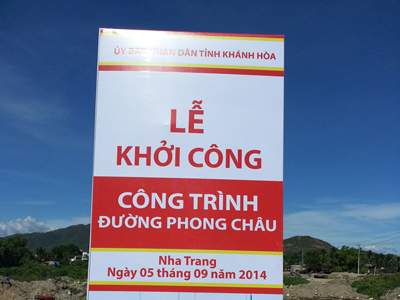 ỦY BAN NHÂN DÂN TỈNH KHÁNH HÒA
LỄ
KHỞI CÔNG
CÔNG TRÌNH
ĐƯỜNG PHONG CHÂU
Nha Trang
Ngày 05 tháng 09 năm 2014